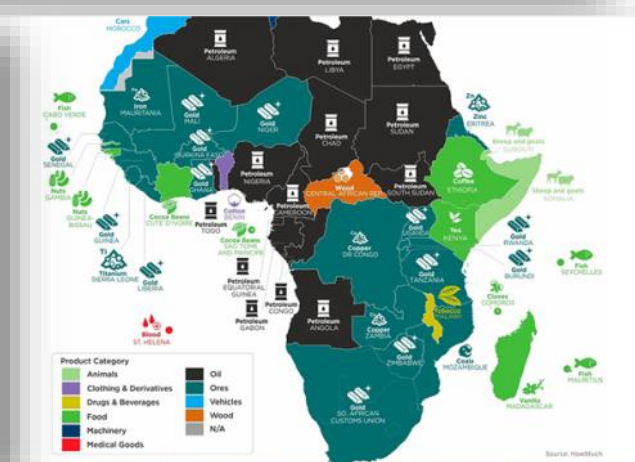 Cars
MOROCCO
Petroleum
ALGERIA
Petroleum
LIBYA
Petroleum
EGYPT
Fish
CABO VERDE
Fe
Iron
MAURITANIA
Gold
MALI
Gold
NIGER
Petroleum
CHAD
Petroleum
SUDAN
Zn
Zinc
ERITREA
Gold
SENEGAL
Gold
BURKINA FASO
Sheep and goats
DJIBOUTI
Nuts
GAMBIA
Gold
GHANA
Petroleum
NIGERIA
Wood
CENTRAL AFRICAN REP.
Petroleum
SOUTH SUDAN
Coffee
ETHIOPIA
Sheep and goats
SOMALIA
Nuts
GUINEA-
BISSAU
Cocoa Beans
COTE D'IVOIRE
Cotton
BENIN
Petroleum
CAMEROON
Petroleum
TOGO
Gold
GUINEA
Cocoa Beans
SAO TOME
AND PRINCIPE
Gold
UGANDA
Tea
KENYA
Gold
RWANDA
Ti
Titanium
SIERRA LEONE
Gold
LIBERIA
Copper
DR CONGO
Gold
BURUNDI
Fish
SEYCHELLES
Petroleum
EQUATORIAL
GUINEA
Petroleum
CONGO
Gold
TANZANIA
Petroleum
GABON
Petroleum
ANGOLA
Cloves
COMOROS
Tobacco
MALAWI
Blood
ST. HELENA
Copper
ZAMBIA
Coals
MOZAMBIQUE
Gold
ZIMBABWE
Fish
MAURITIUS
Vanilla
MADAGASCAR
Gold
SO. AFRICAN
CUSTOMS UNION
Product Category
Animals
Oil
Clothing & Derivatives
Ores
Drugs & Beverages
Vehicles
Food
Wood
Machinery
N/A
Medical Goods
Source: HowMuch